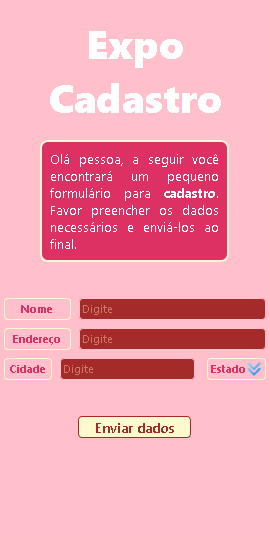 Expo
Cadastro
Olá pessoa, a seguir você
encontrará um pequeno
formulário para cadastro.
Favor preencher os dados
necessários e enviá-los ao
final.
Nome Digite
Endereço Digite
Cidade Digite Estado
Enviar dados